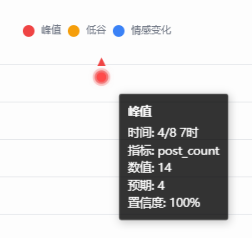 峰值 低谷 情感变化
峰值
时间: 4/8 7时
指标: post_count
数值: 14
预期: 4
置信度: 100%